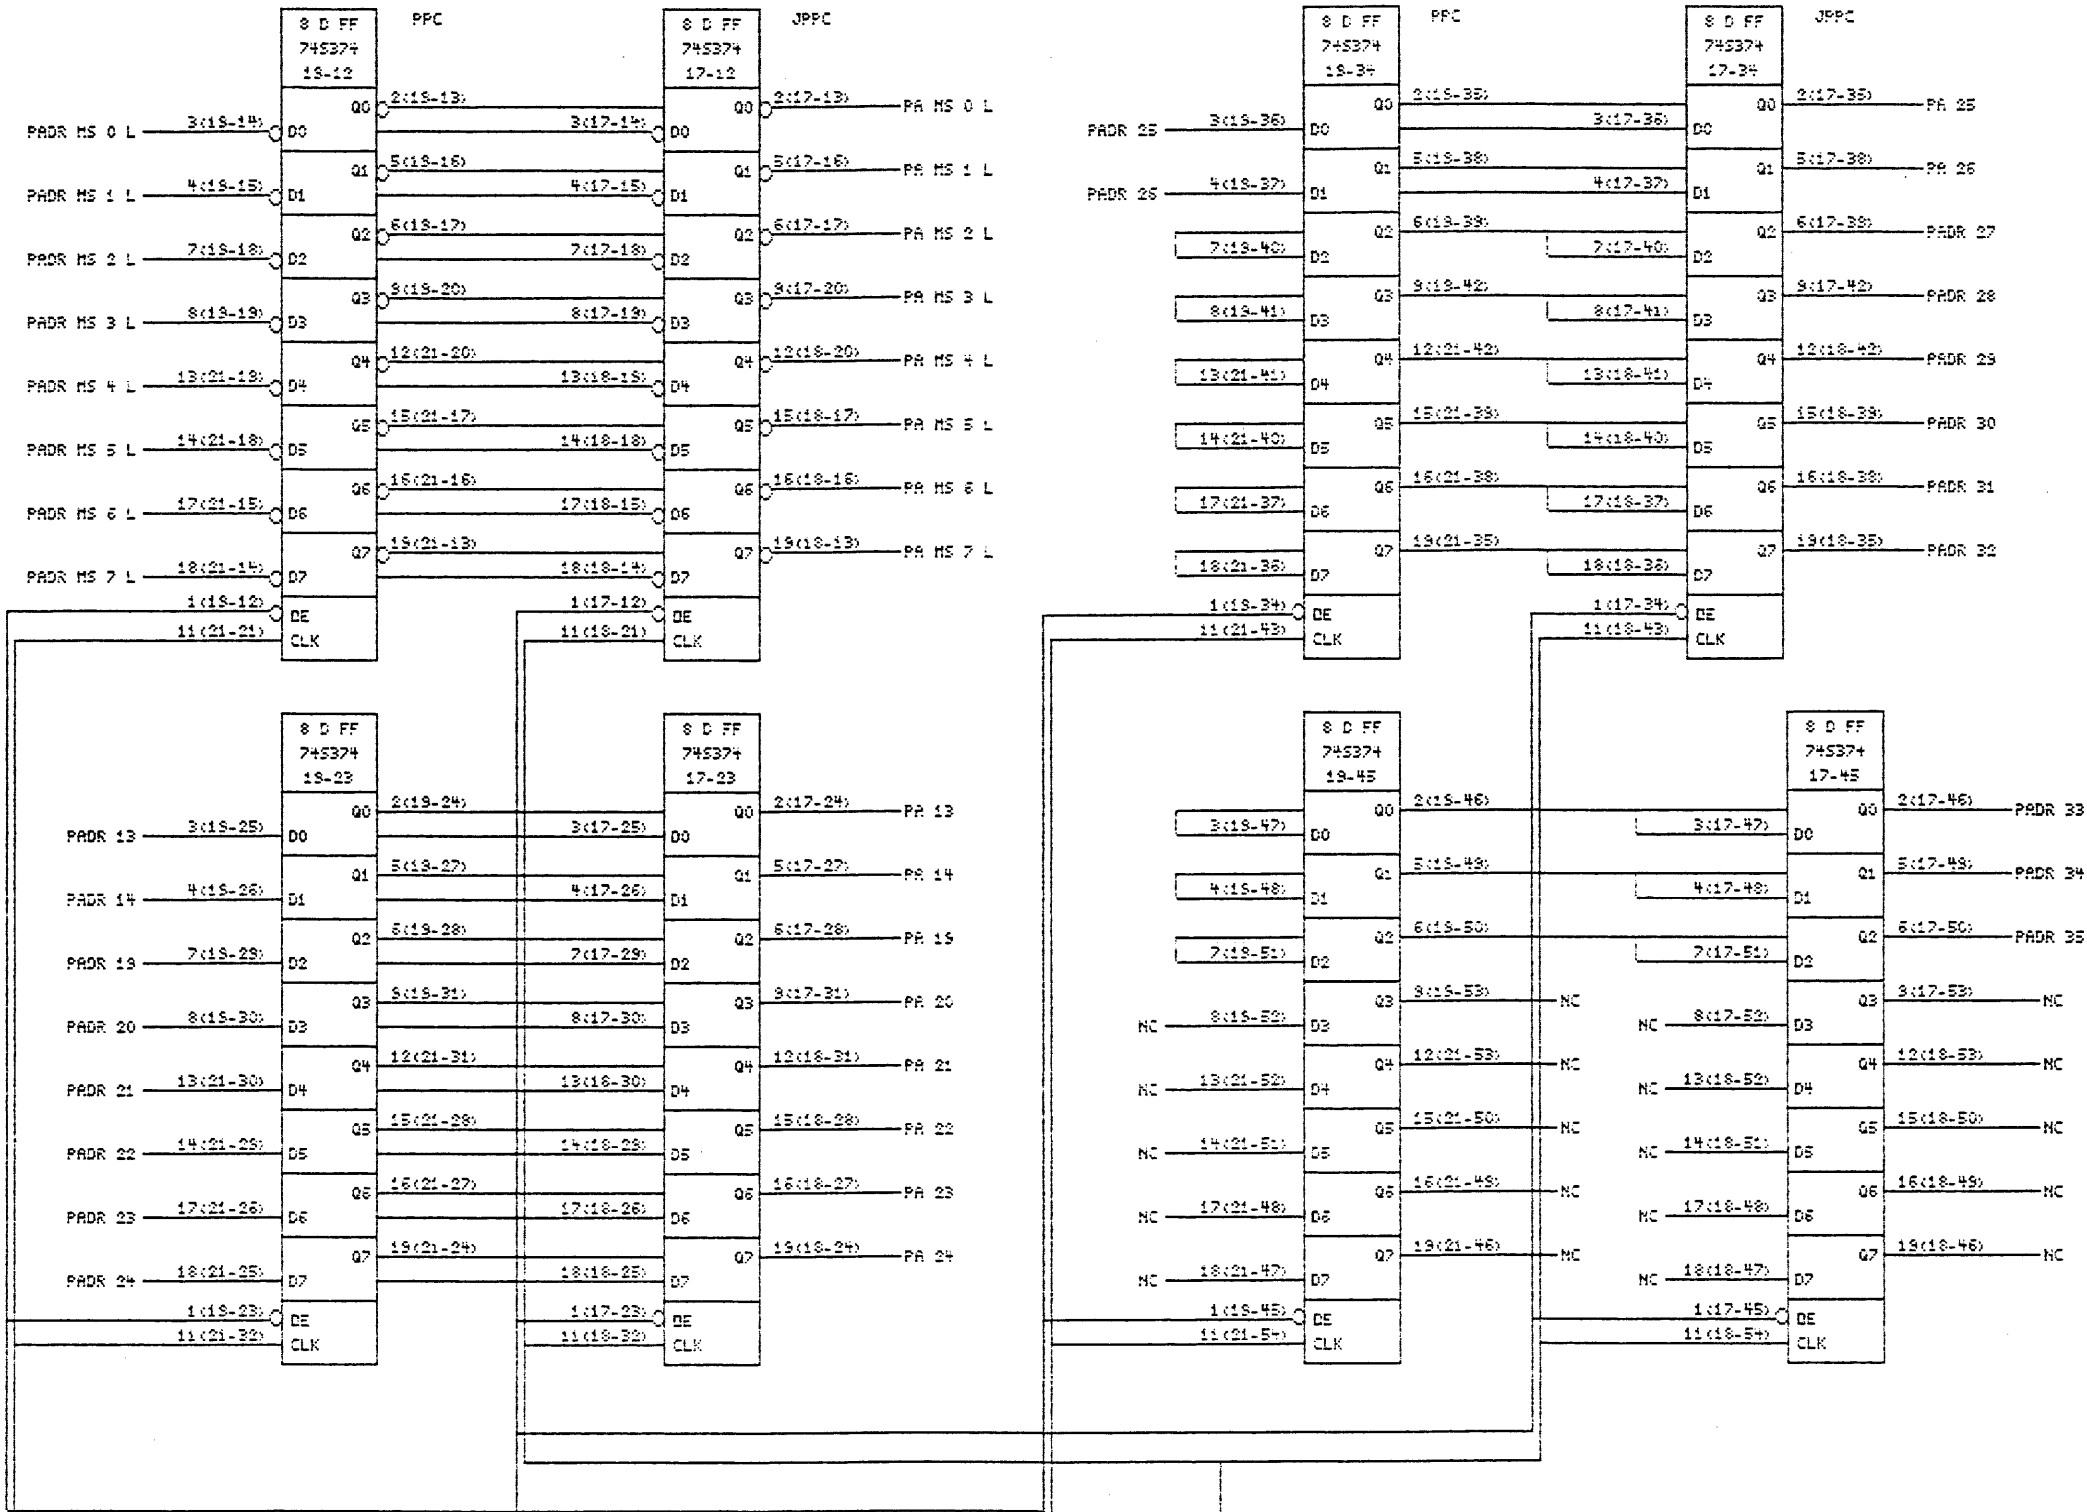 8 D FF
74S374
19-12
PPC
Q0 2(19-13)
PADR MS 0 L 3(19-14) D0
Q1 5(19-16)
PADR MS 1 L 4(19-15) D1
Q2 6(19-17)
PADR MS 2 L 7(19-18) D2
Q3 9(19-20)
PADR MS 3 L 8(19-19) D3
Q4 12(21-20)
PADR MS 4 L 13(21-19) D4
Q5 15(21-17)
PADR MS 5 L 14(21-18) D5
Q6 16(21-16)
PADR MS 6 L 17(21-15) D6
Q7 19(21-13)
PADR MS 7 L 18(21-14) D7
1(19-12) OE
11(21-21) CLK
8 D FF
74S374
17-12
JPPC
Q0 2(17-13) PA MS 0 L
3(17-14) D0
Q1 5(17-16) PA MS 1 L
4(17-15) D1
Q2 6(17-17) PA MS 2 L
7(17-18) D2
Q3 9(17-20) PA MS 3 L
8(17-19) D3
Q4 12(18-20) PA MS 4 L
13(18-19) D4
Q5 15(18-17) PA MS 5 L
14(18-18) D5
Q6 16(18-16) PA MS 6 L
17(18-15) D6
Q7 19(18-13) PA MS 7 L
18(18-14) D7
1(17-12) OE
11(18-21) CLK
8 D FF
74S374
19-34
PPC
Q0 2(19-35)
PADR 25 3(19-36) D0
Q1 5(19-38)
PADR 26 4(19-37) D1
Q2 6(19-39)
7(19-40) D2
Q3 9(19-42)
8(19-41) D3
Q4 12(21-42)
13(21-41) D4
Q5 15(21-39)
14(21-40) D5
Q6 16(21-38)
17(21-37) D6
Q7 19(21-35)
18(21-36) D7
1(19-34) OE
11(21-43) CLK
8 D FF
74S374
17-34
JPPC
Q0 2(17-35) PA 25
3(17-36) D0
Q1 5(17-38) PA 26
4(17-37) D1
Q2 6(17-39) PADR 27
7(17-40) D2
Q3 9(17-42) PADR 28
8(17-41) D3
Q4 12(18-42) PADR 29
13(18-41) D4
Q5 15(18-39) PADR 30
14(18-40) D5
Q6 16(18-38) PADR 31
17(18-37) D6
Q7 19(18-35) PADR 32
18(18-36) D7
1(17-34) OE
11(18-43) CLK
8 D FF
74S374
19-23
Q0 2(19-24)
PADR 13 3(19-25) D0
Q1 5(19-27)
PADR 14 4(19-26) D1
Q2 6(19-28)
PADR 19 7(19-29) D2
Q3 9(19-31)
PADR 20 8(19-30) D3
Q4 12(21-31)
PADR 21 13(21-30) D4
Q5 15(21-28)
PADR 22 14(21-29) D5
Q6 16(21-27)
PADR 23 17(21-26) D6
Q7 19(21-24)
PADR 24 18(21-25) D7
1(19-23) OE
11(21-32) CLK
8 D FF
74S374
17-23
Q0 2(17-24) PA 13
3(17-25) D0
Q1 5(17-27) PA 14
4(17-26) D1
Q2 6(17-28) PA 19
7(17-29) D2
Q3 9(17-31) PA 20
8(17-30) D3
Q4 12(18-31) PA 21
13(18-30) D4
Q5 15(18-28) PA 22
14(18-29) D5
Q6 16(18-27) PA 23
17(18-26) D6
Q7 19(18-24) PA 24
18(18-25) D7
1(17-23) OE
11(18-32) CLK
8 D FF
74S374
19-45
Q0 2(19-46)
3(19-47) D0
Q1 5(19-49)
4(19-48) D1
Q2 6(19-50)
7(19-51) D2
Q3 9(19-53) NC
NC 8(19-52) D3
Q4 12(21-53) NC
NC 13(21-52) D4
Q5 15(21-50) NC
NC 14(21-51) D5
Q6 16(21-49) NC
NC 17(21-48) D6
Q7 19(21-46) NC
NC 18(21-47) D7
1(19-45) OE
11(21-54) CLK
8 D FF
74S374
17-45
Q0 2(17-46) PADR 33
3(17-47) D0
Q1 5(17-49) PADR 34
4(17-48) D1
Q2 6(17-50) PADR 35
7(17-51) D2
Q3 9(17-53) NC
NC 8(17-52) D3
Q4 12(18-53) NC
NC 13(18-52) D4
Q5 15(18-50) NC
NC 14(18-51) D5
Q6 16(18-49) NC
NC 17(18-48) D6
Q7 19(18-46) NC
NC 18(18-47) D7
1(17-45) OE
11(18-54) CLK